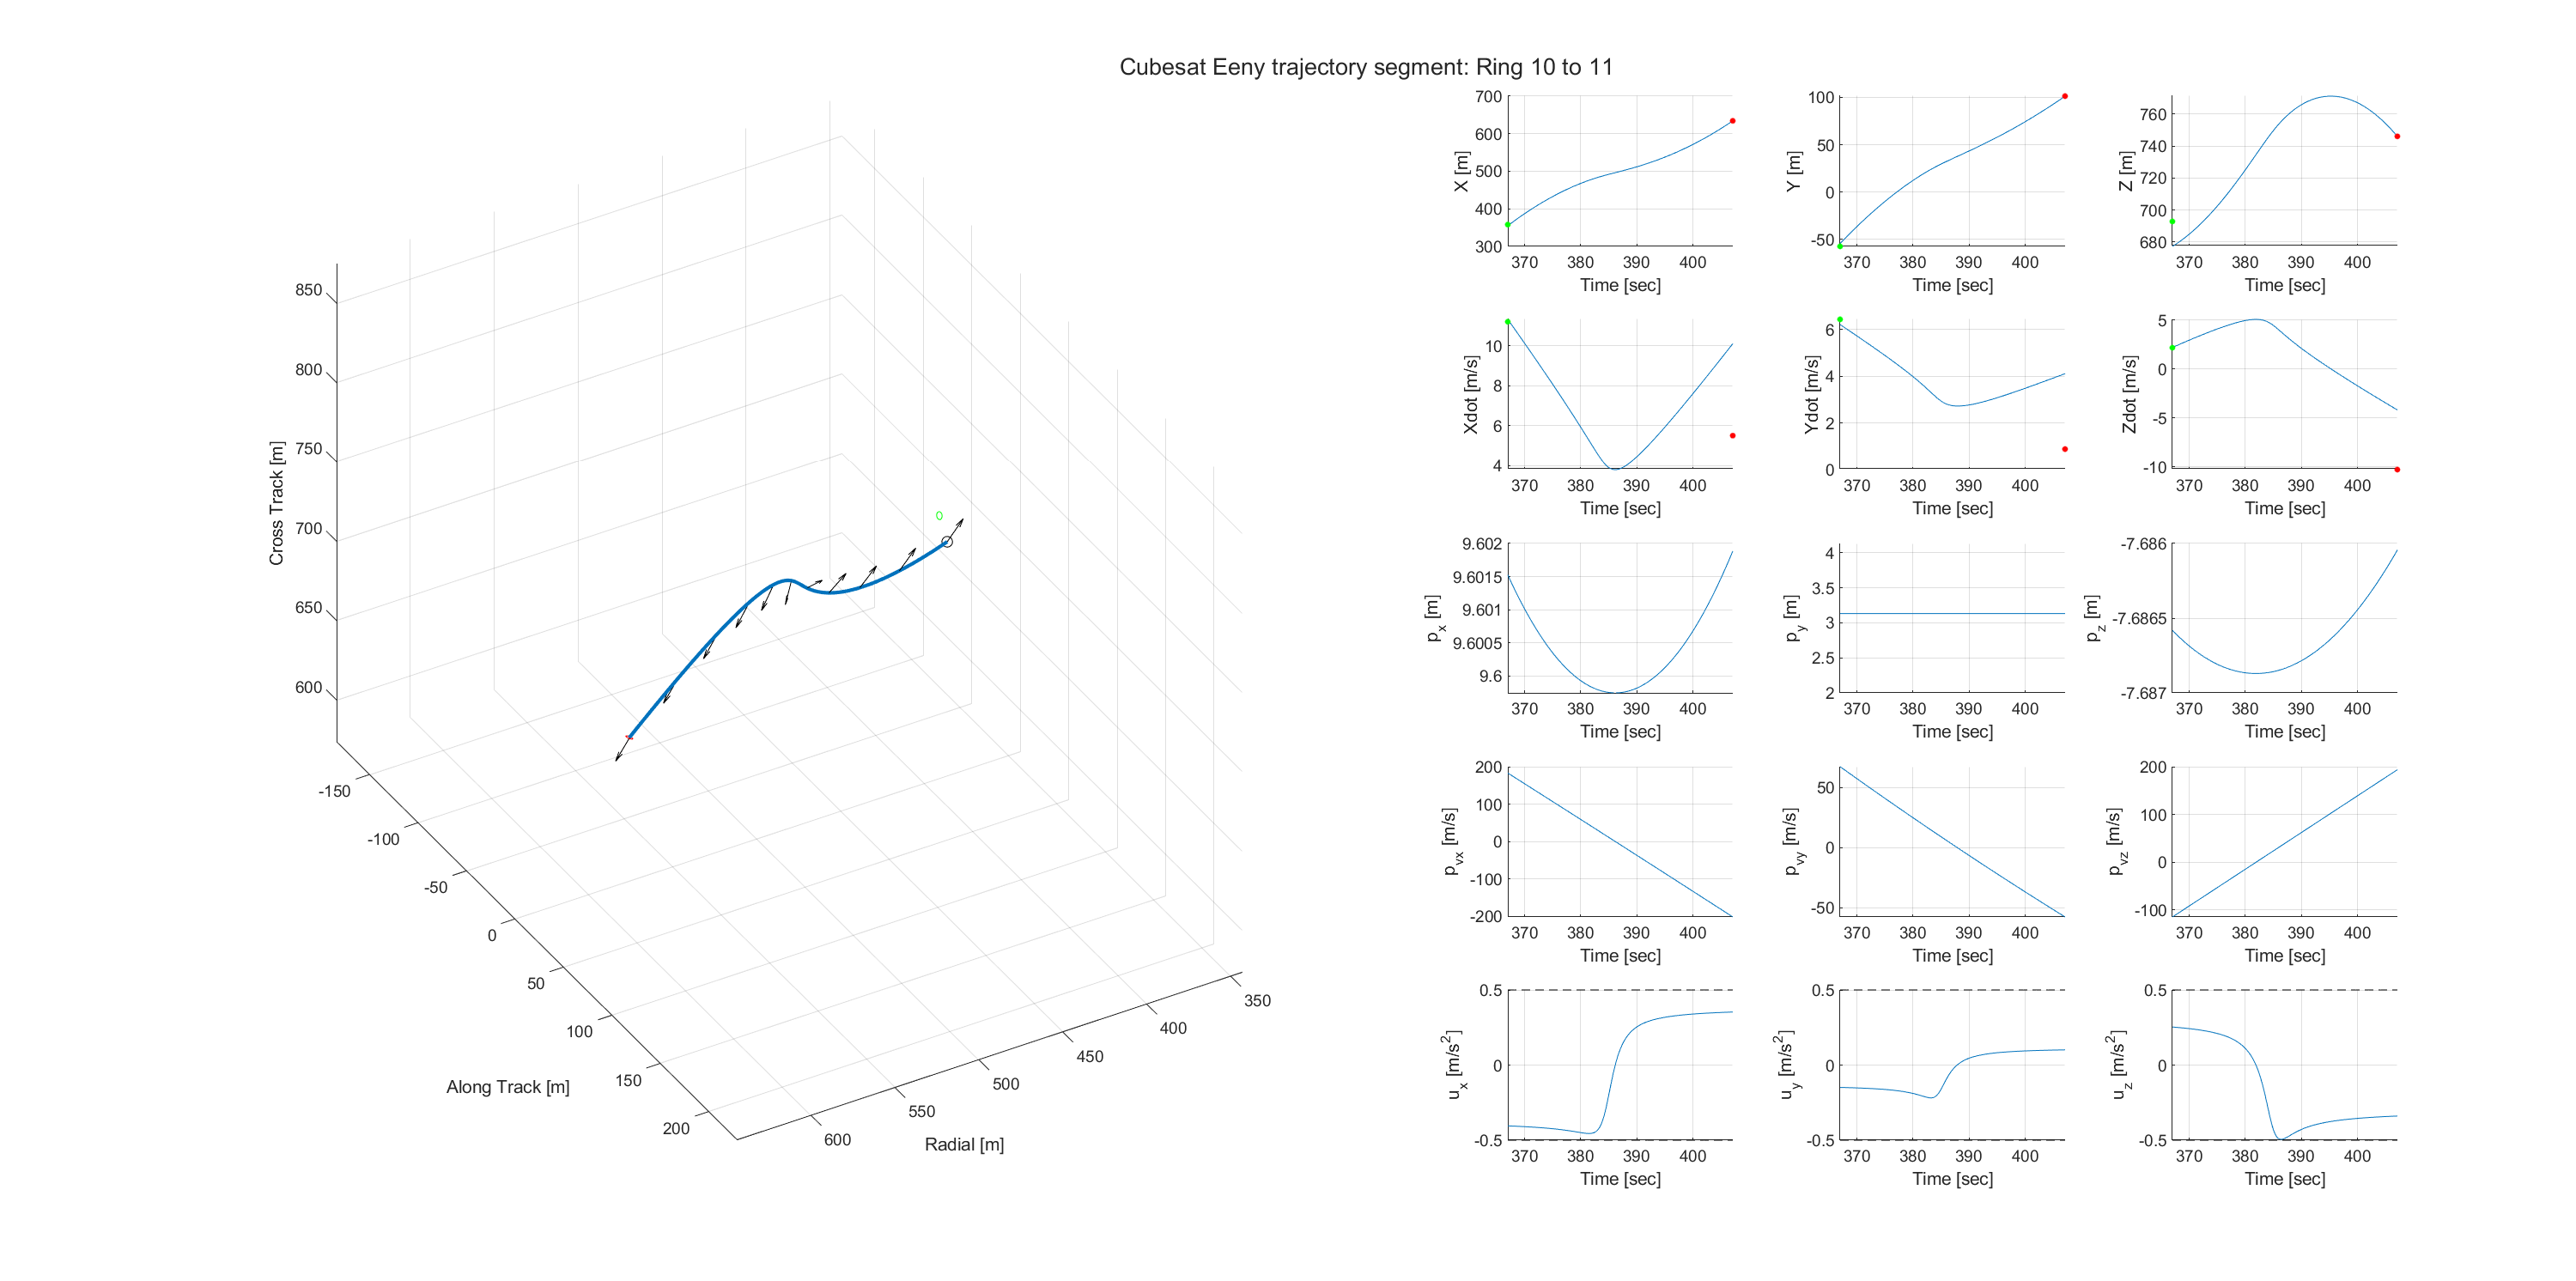 Cubesat Eeny trajectory segment: Ring 10 to 11
850
800
750
700
650
600
Cross Track [m]
-150
-100
-50
0
50
100
150
200
Along Track [m]
600
550
500
450
400
350
Radial [m]
700
600
500
400
300
X [m]
370 380 390 400
Time [sec]
100
50
0
-50
Y [m]
370 380 390 400
Time [sec]
760
740
720
700
680
Z [m]
370 380 390 400
Time [sec]
10
8
6
4
Xdot [m/s]
370 380 390 400
Time [sec]
6
4
2
0
Ydot [m/s]
370 380 390 400
Time [sec]
5
0
-5
-10
Zdot [m/s]
370 380 390 400
Time [sec]
9.602
9.6015
9.601
9.6005
9.6
p_x [m]
370 380 390 400
Time [sec]
4
3.5
3
2.5
2
p_y [m]
370 380 390 400
Time [sec]
-7.686
-7.6865
-7.687
p_z [m]
370 380 390 400
Time [sec]
200
100
0
-100
-200
p_vx [m/s]
370 380 390 400
Time [sec]
50
0
-50
p_vy [m/s]
370 380 390 400
Time [sec]
200
100
0
-100
p_vz [m/s]
370 380 390 400
Time [sec]
0.5
0
-0.5
u_x [m/s²]
370 380 390 400
Time [sec]
0.5
0
-0.5
u_y [m/s²]
370 380 390 400
Time [sec]
0.5
0
-0.5
u_z [m/s²]
370 380 390 400
Time [sec]